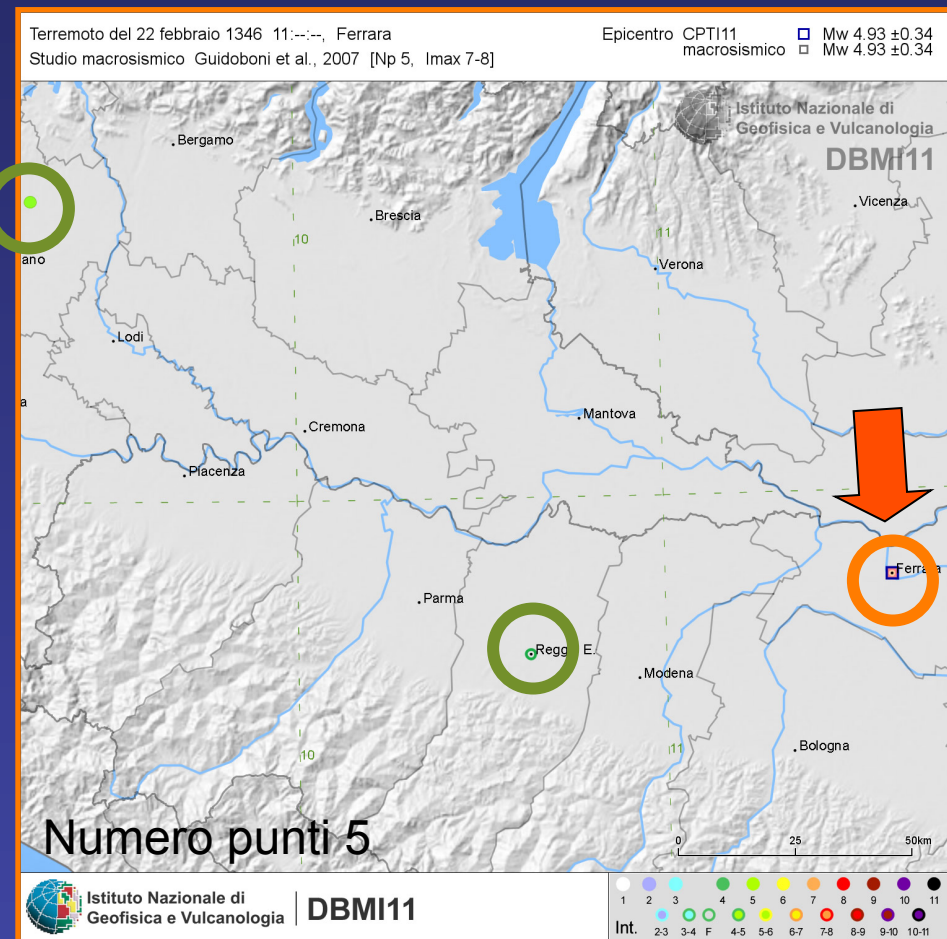 Terremoto del 22 febbraio 1346 11:--:--, Ferrara
Studio macrosismico Guidoboni et al., 2007 [Np 5, Imax 7-8]
Epicentro CPTI11 Mw 4.93 ±0.34
macrosismico Mw 4.93 ±0.34
Istituto Nazionale di
Geofisica e Vulcanologia
DBMI11
Bergamo
Vicenza
Brescia
10
11
ano
Verona
Lodi
a
Mantova
Cremona
Piacenza
Ferrara
Parma
Regg E.
Modena
10
11
Bologna
Numero punti 5
0 25 50km
Istituto Nazionale di
Geofisica e Vulcanologia
DBMI11
1 2 3 4 5 6 7 8 9 10 11
Int. 2-3 3-4 F 4-5 5-6 6-7 7-8 8-9 9-10 10-11